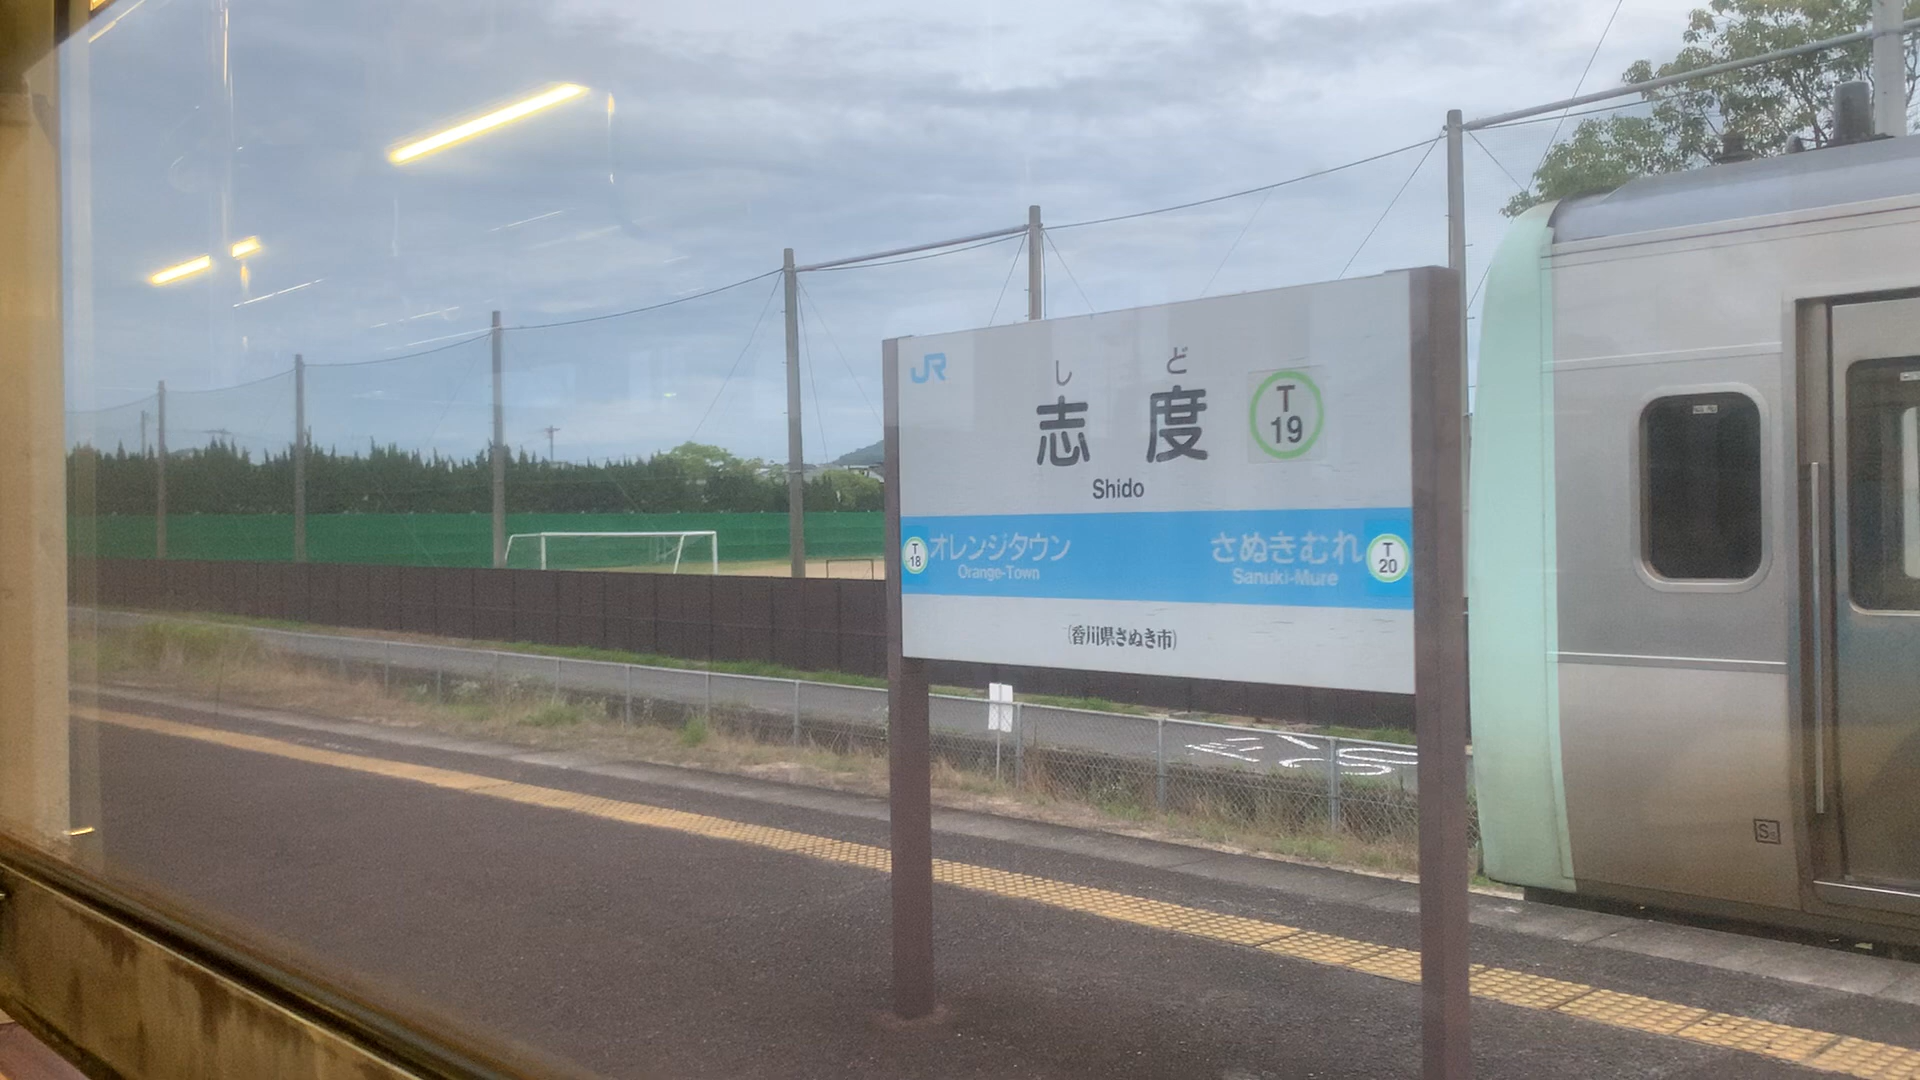 JR
しど
志度
T
19
Shido
T
18
オレンジタウン
Orange-Town
さぬきむれ
Sanuki-Mure
T
20
(香川県さぬき市)